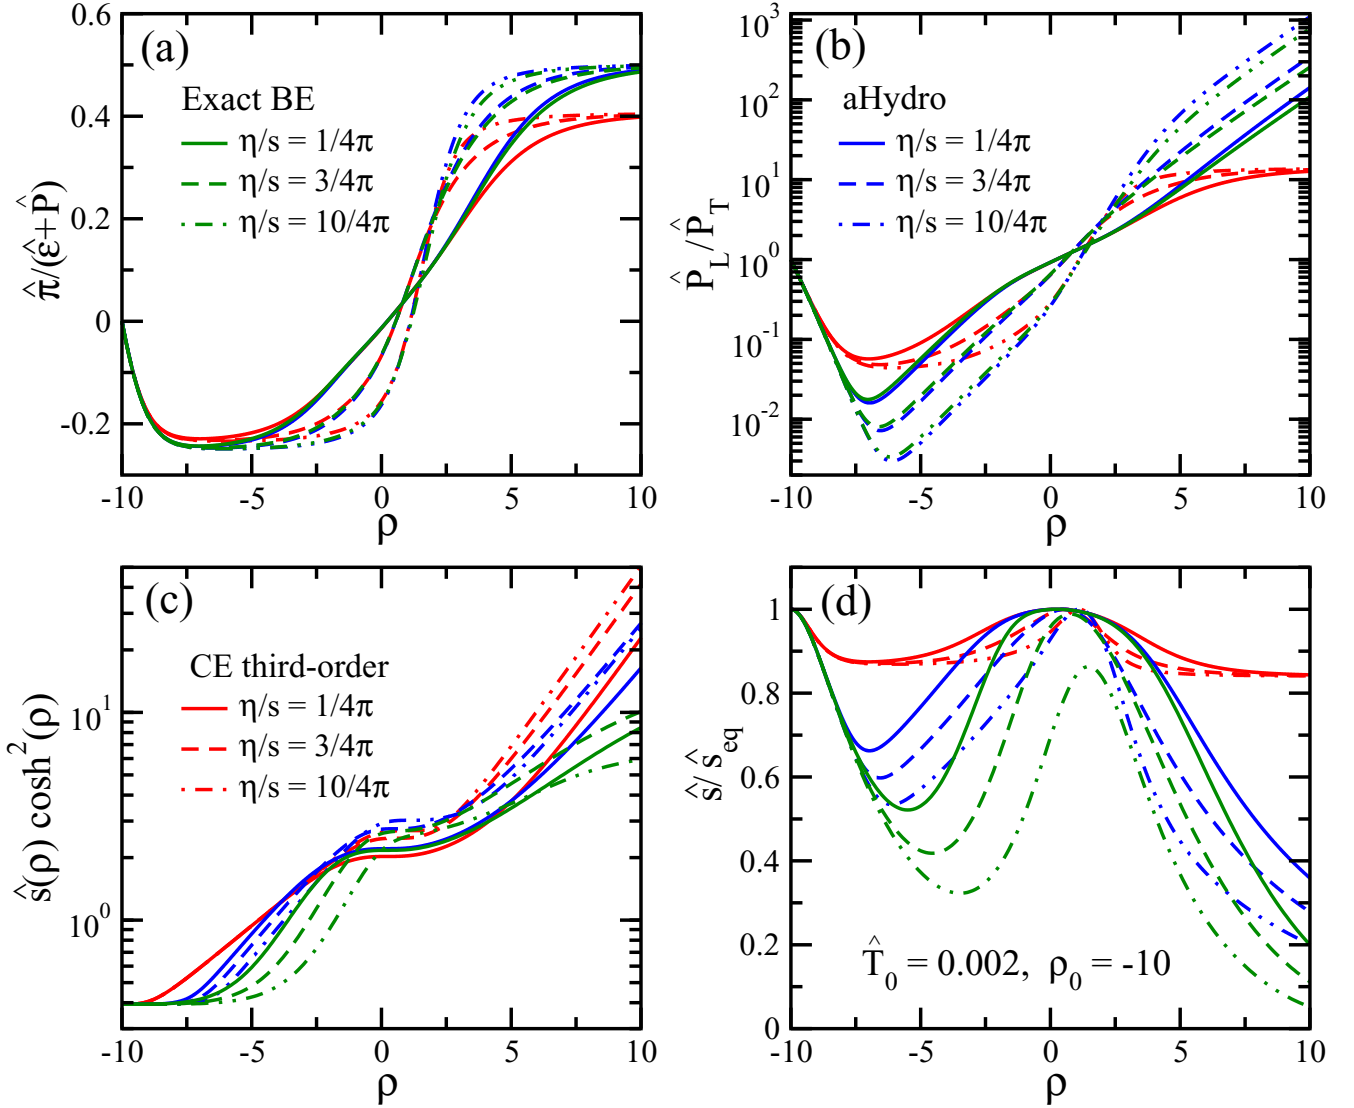 (a)
0.6
0.4
0.2
0
-0.2
π̂/(ε̂+P̂)
Exact BE
η/s = 1/4π
η/s = 3/4π
η/s = 10/4π
-10 -5 0 5 10
ρ
(b)
10³
10²
10¹
10⁰
10⁻¹
10⁻²
P̂_L/P̂_T
aHydro
η/s = 1/4π
η/s = 3/4π
η/s = 10/4π
-10 -5 0 5 10
ρ
(c)
10¹
10⁰
ŝ(ρ) cosh²(ρ)
CE third-order
η/s = 1/4π
η/s = 3/4π
η/s = 10/4π
-10 -5 0 5 10
ρ
(d)
1
0.8
0.6
0.4
0.2
0
ŝ/ŝ_eq
T̂₀ = 0.002, ρ₀ = -10
-10 -5 0 5 10
ρ